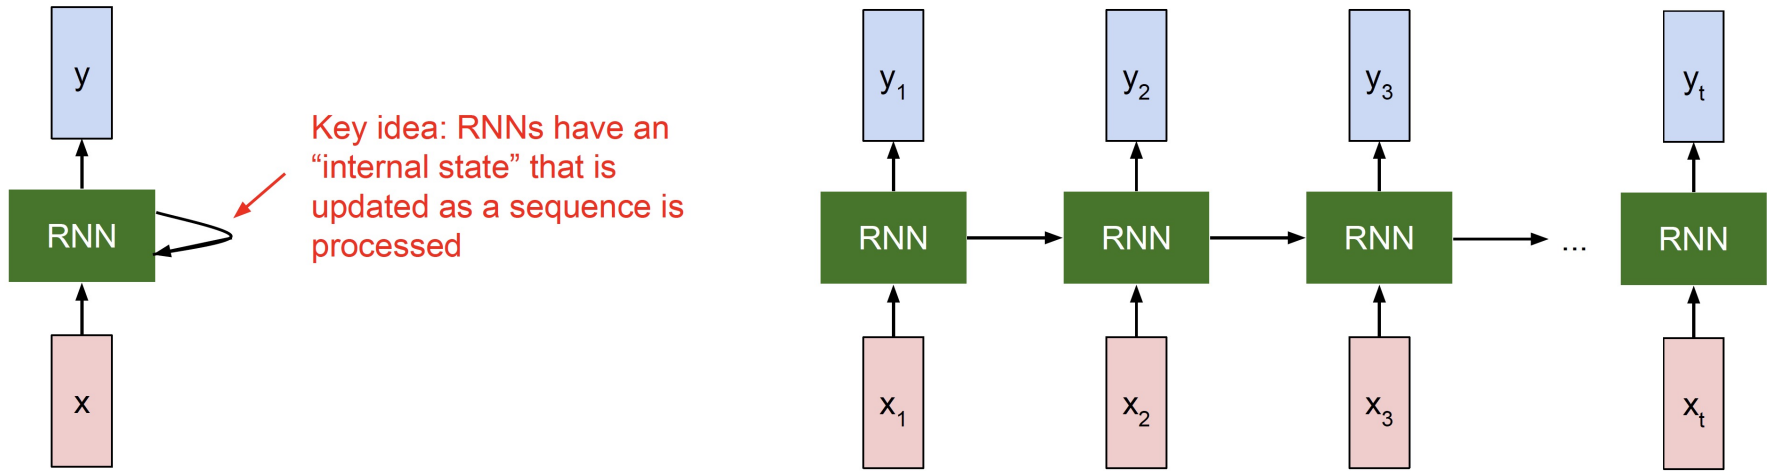 y
Key idea: RNNs have an
“internal state” that is
updated as a sequence is
processed
RNN
x
y1 y2 y3 yt
RNN RNN RNN ... RNN
x1 x2 x3 xt